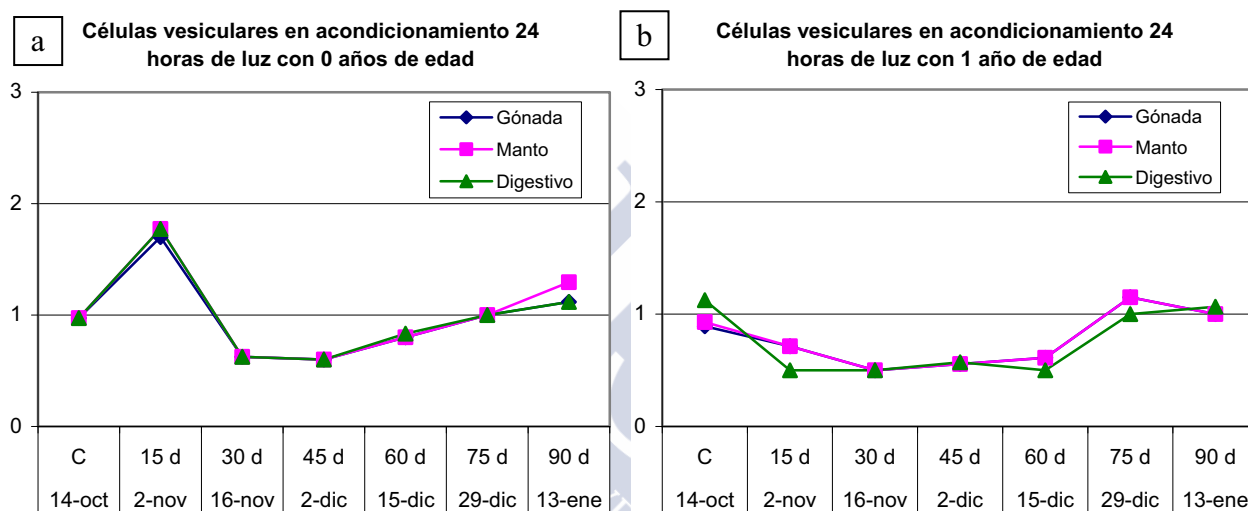 a
Células vesiculares en acondicionamiento 24
horas de luz con 0 años de edad
3
2
1
0
Gónada
Manto
Digestivo
C 15 d 30 d 45 d 60 d 75 d 90 d
14-oct 2-nov 16-nov 2-dic 15-dic 29-dic 13-ene
b
Células vesiculares en acondicionamiento 24
horas de luz con 1 año de edad
3
2
1
0
Gónada
Manto
Digestivo
C 15 d 30 d 45 d 60 d 75 d 90 d
14-oct 2-nov 16-nov 2-dic 15-dic 29-dic 13-ene